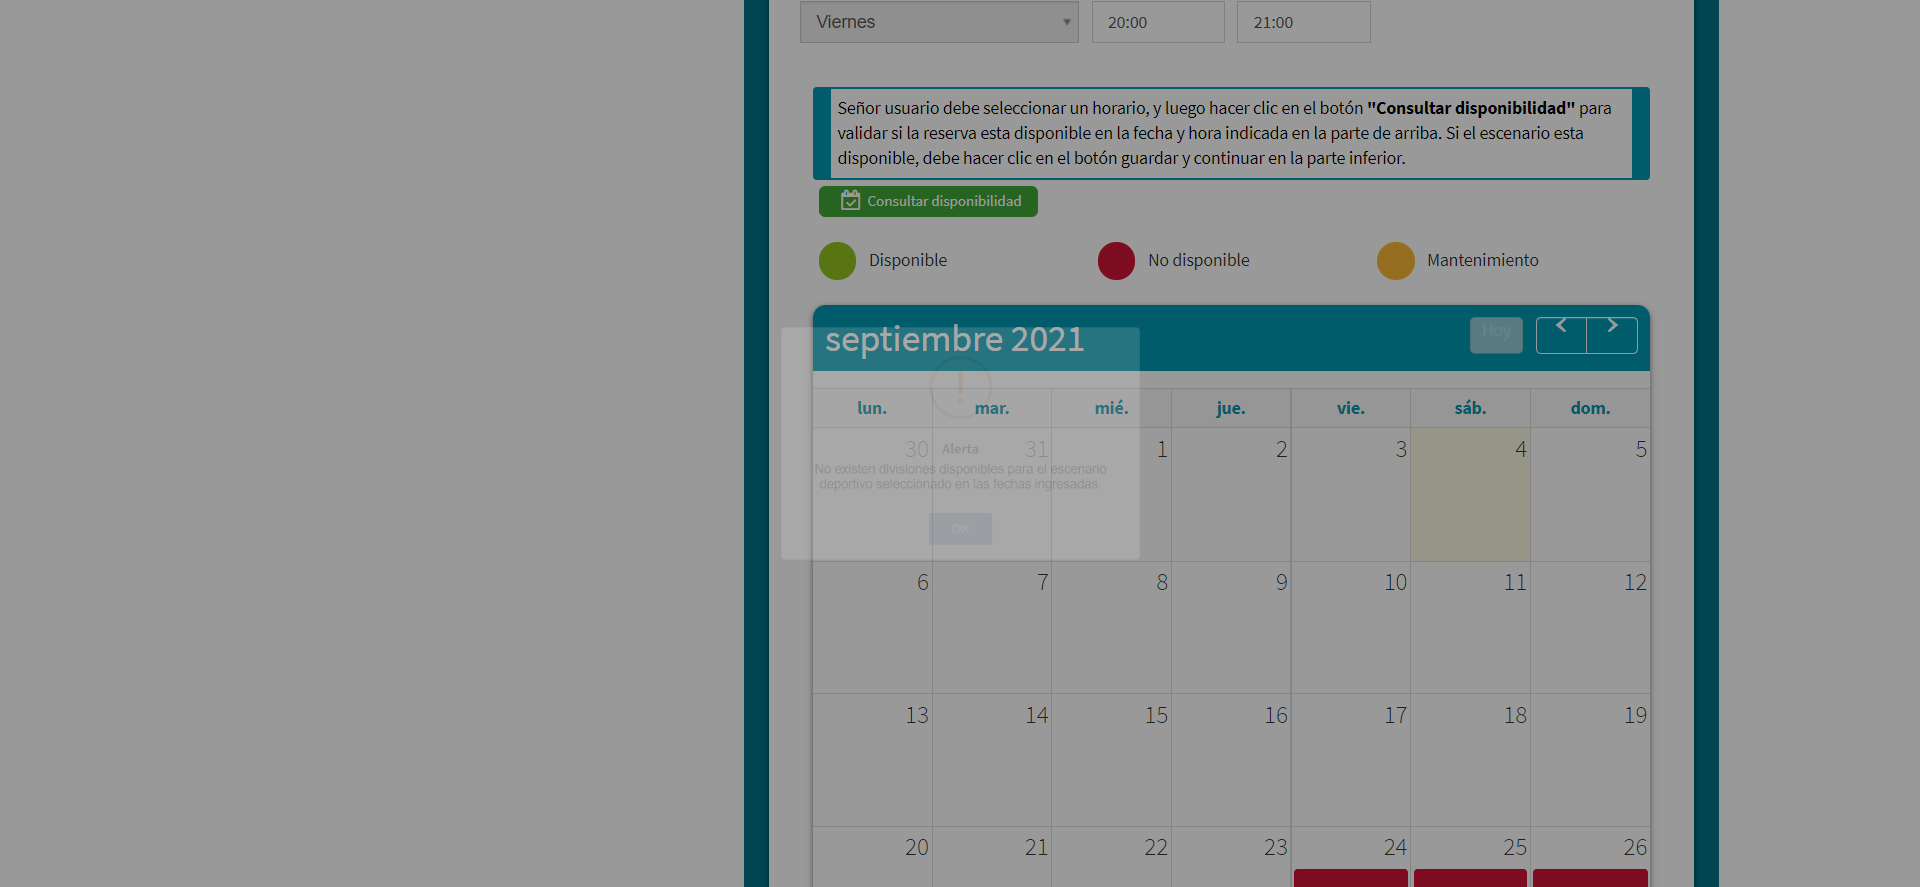 Viernes 20:00 21:00
Señor usuario debe seleccionar un horario, y luego hacer clic en el botón "Consultar disponibilidad" para
validar si la reserva esta disponible en la fecha y hora indicada en la parte de arriba. Si el escenario esta
disponible, debe hacer clic en el botón guardar y continuar en la parte inferior.
Consultar disponibilidad
Disponible No disponible Mantenimiento
septiembre 2021 Hoy < >
lun. mar. mié. jue. vie. sáb. dom.
30 31 1 2 3 4 5
Alerta
No existen divisiones disponibles para el escenario
deportivo seleccionado en las fechas ingresadas.
OK
6 7 8 9 10 11 12
13 14 15 16 17 18 19
20 21 22 23 24 25 26